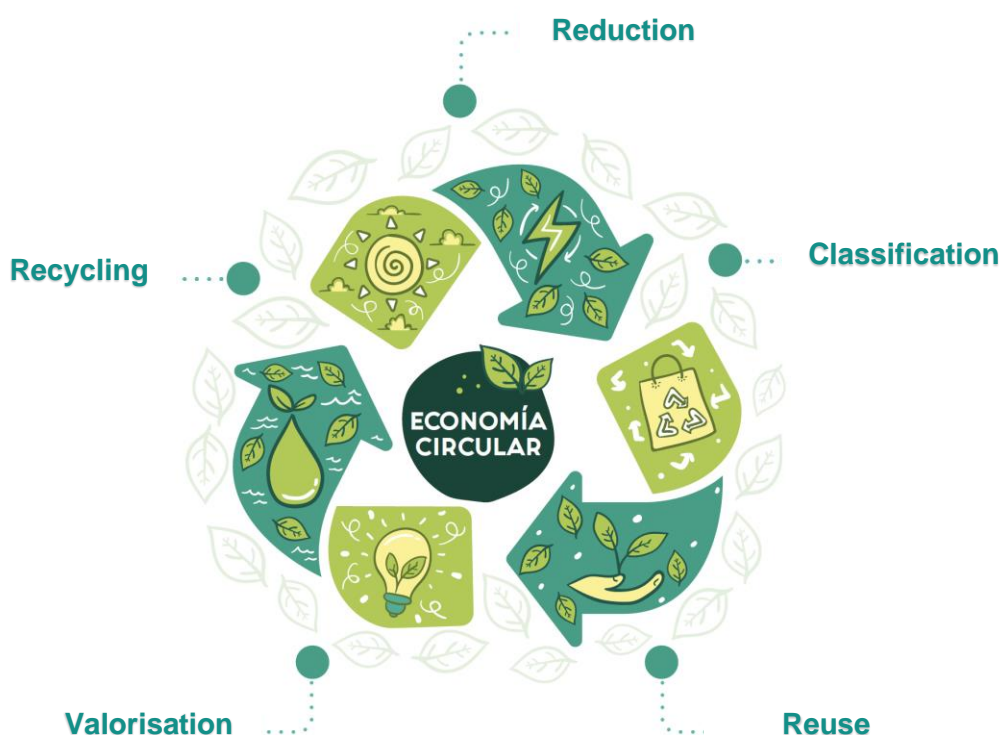 Reduction
Classification
Recycling
ECONOMÍA
CIRCULAR
Valorisation
Reuse